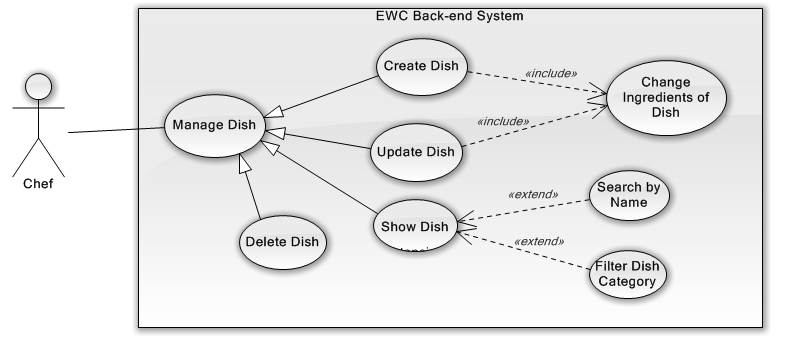 EWC Back-end System
Chef
Manage Dish
Create Dish
«include»
Change
Ingredients of
Dish
«include»
Update Dish
Show Dish
«extend»
Search by
Name
«extend»
Filter Dish
Category
Delete Dish